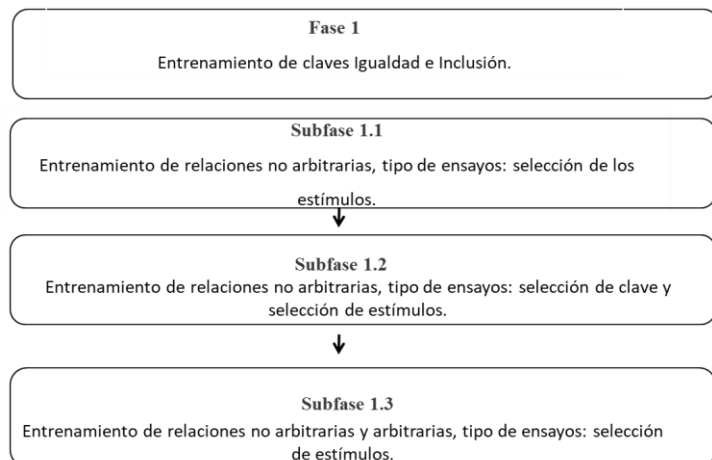 Fase 1
Entrenamiento de claves Igualdad e Inclusión.
Subfase 1.1
Entrenamiento de relaciones no arbitrarias, tipo de ensayos: selección de los
estímulos.
Subfase 1.2
Entrenamiento de relaciones no arbitrarias, tipo de ensayos: selección de clave y
selección de estímulos.
Subfase 1.3
Entrenamiento de relaciones no arbitrarias y arbitrarias, tipo de ensayos: selección
de estímulos.